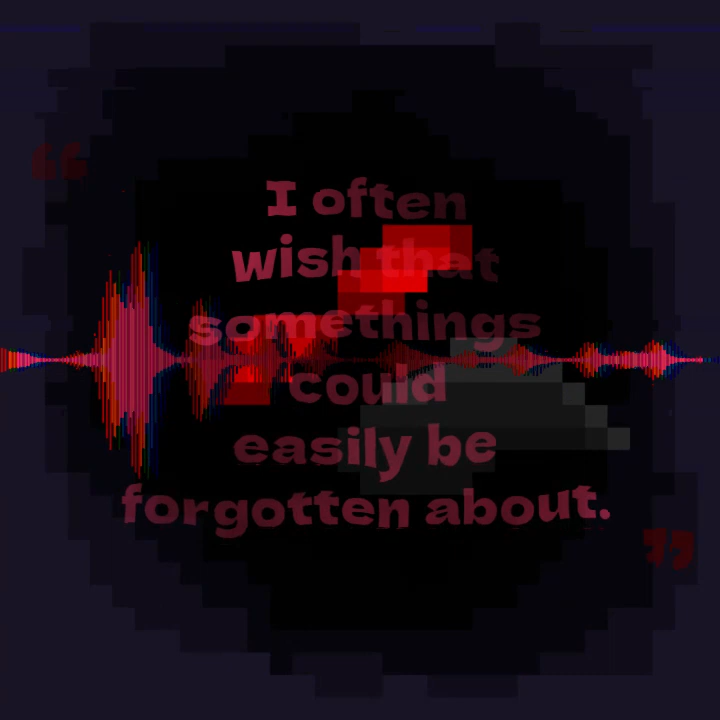 “
I often
wish that
somethings
could
easily be
forgotten about.
”